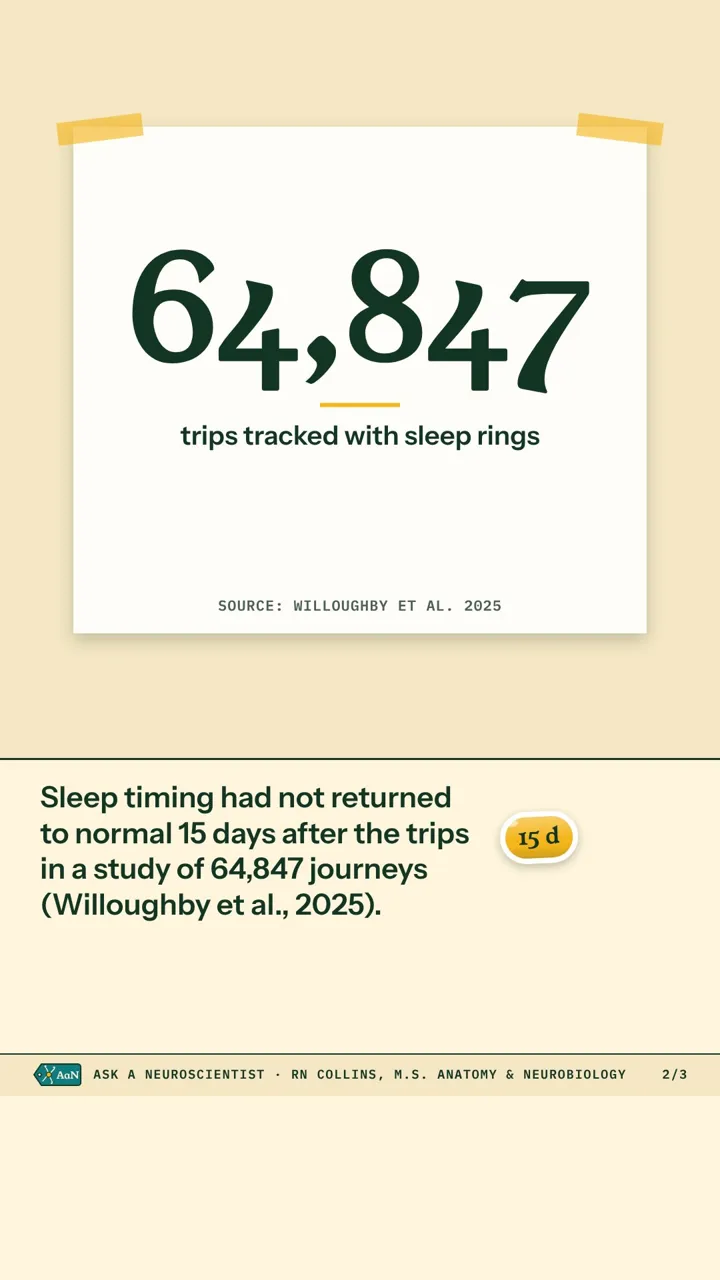 64,847
trips tracked with sleep rings
SOURCE: WILLOUGHBY ET AL. 2025
Sleep timing had not returned
to normal 15 days after the trips
in a study of 64,847 journeys
(Willoughby et al., 2025).
15 d
AaN ASK A NEUROSCIENTIST · RN COLLINS, M.S. ANATOMY & NEUROBIOLOGY 2/3